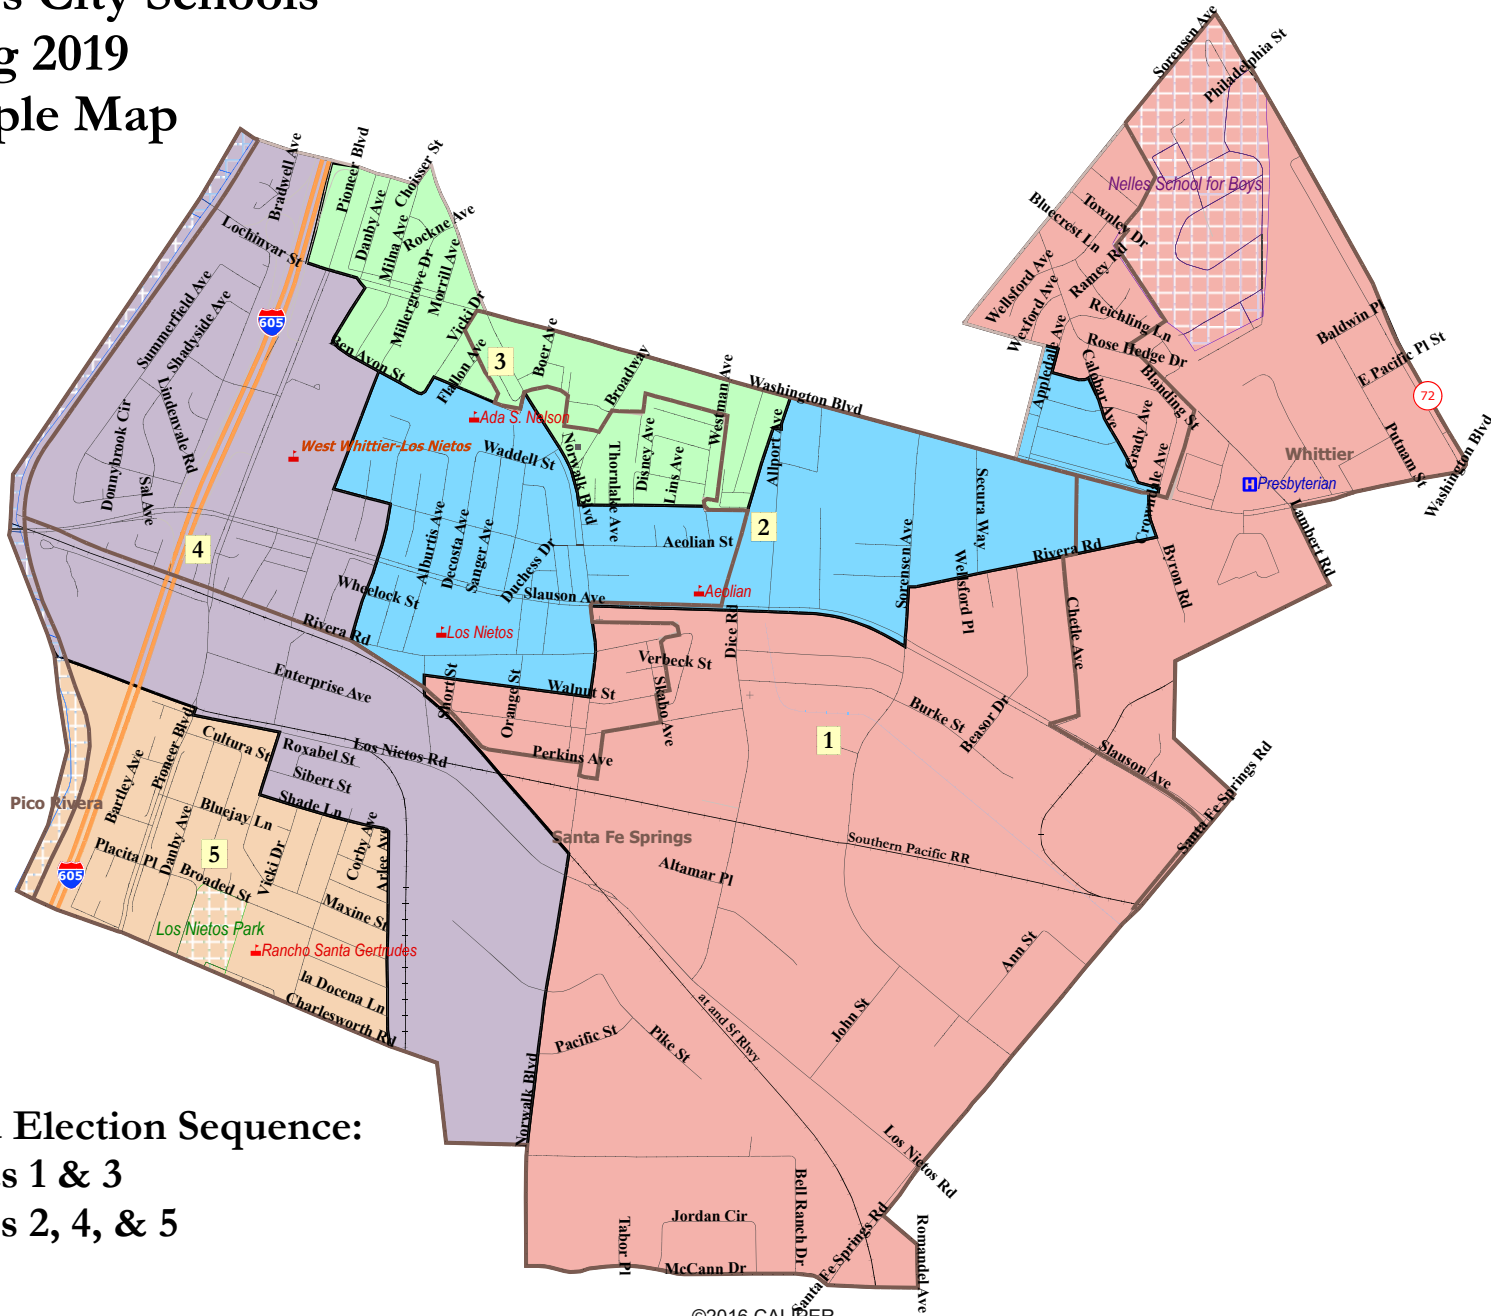 s City Schools
g 2019
ple Map
Sorensen Ave
Philadelphia St
Nelles School for Boys
Bluecrest Ln
Townley Dr
Ramey Rd
Wellsford Ave
Wexford Ave
Reichling Ln
Rose Hedge Dr
Appledale Ave
Calobar Ave
Blanding St
Grady Ave
Crowndale Ave
Baldwin Pl
E Pacific Pl St
72
Whittier
Putnam St
Washington Blvd
H Presbyterian
Lambert Rd
Byron Rd
Bradwell Ave
Pioneer Blvd
Choisser St
Danby Ave
Milna Ave
Rockne Ave
Lochinvar St
Millergrove Dr
Morrill Ave
Vicki Dr
Summerfield Ave
Shadyside Ave
605
Ben Avon St
Flallon Ave
3
Boer Ave
Broadway
Westman Ave
Washington Blvd
Allport Ave
Ada S. Nelson
West Whittier-Los Nietos
Lindenvale Rd
Donnybrook Cir
Sal Ave
Waddell St
Norwalk Blvd
Thornlake Ave
Disney Ave
Lins Ave
Secura Way
2
4
Alburtis Ave
Decosta Ave
Sanger Ave
Duchess Dr
Aeolian St
Sorensen Ave
Rivera Rd
Wellsford Pl
Wheelock St
Slauson Ave
Aeolian
Los Nietos
Dice Rd
Chetle Ave
Rivera Rd
Verbeck St
Enterprise Ave
Short St
Orange St
Walnut St
Skabo Ave
Burke St
Beasor Dr
1
Perkins Ave
Slauson Ave
Santa Fe Springs Rd
Los Nietos Rd
Cultura St
Roxabel St
Sibert St
Shade Ln
Pioneer Blvd
Bartley Ave
Pico Rivera
Bluejay Ln
Danby Ave
Corby Ave
Arlee Ave
5
Placita Pl
Broaded St
Vicki Dr
605
Santa Fe Springs
Southern Pacific RR
Altamar Pl
Maxine St
Los Nietos Park
Rancho Santa Gertrudes
la Docena Ln
Charlesworth Rd
Ann St
John St
at and Sf Rlwy
Pacific St
Pike St
Norwalk Blvd
Election Sequence:
s 1 & 3
s 2, 4, & 5
Los Nietos Rd
Bell Ranch Dr
Jordan Cir
Tabor Pl
McCann Dr
Santa Fe Springs Rd
Romandel Ave
©2016 CALIPER